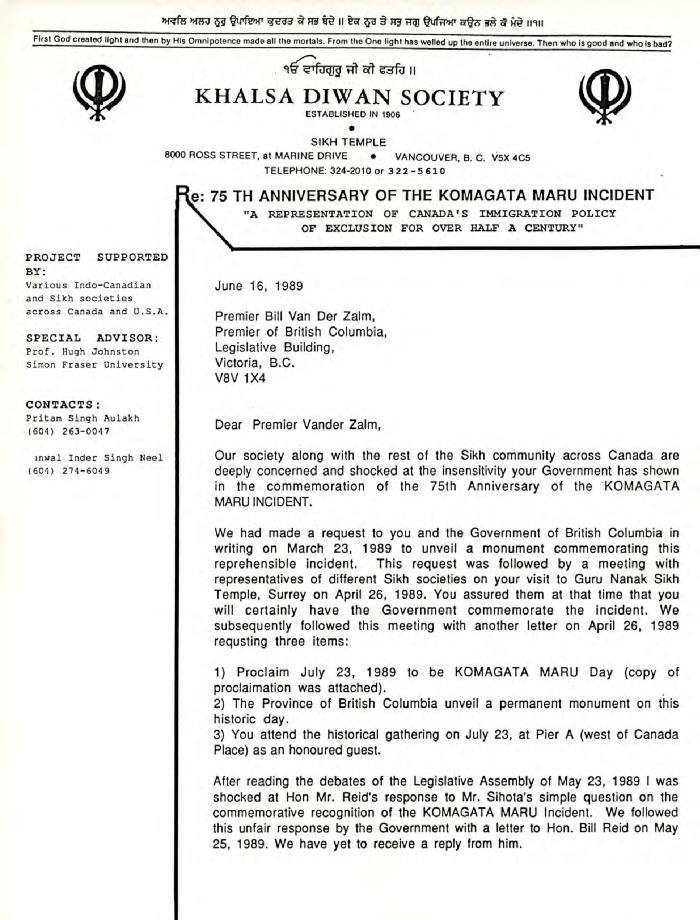 ਅਵਲਿ ਅਲਹ ਨੂਰੁ ਉਪਾਇਆ ਕੁਦਰਤ ਕੇ ਸਭ ਬੰਦੇ ॥ ਏਕ ਨੂਰ ਤੇ ਸਭੁ ਜਗੁ ਉਪਜਿਆ ਕਉਨ ਭਲੇ ਕੋ ਮੰਦੇ ॥੧॥
First God created light and then by His Omnipotence made all the mortals. From the One light has welled up the entire universe. Then who is good and who is bad?
ੴ ਵਾਹਿਗੁਰੂ ਜੀ ਕੀ ਫਤਹਿ ॥
KHALSA DIWAN SOCIETY
ESTABLISHED IN 1906
SIKH TEMPLE
8000 ROSS STREET, at MARINE DRIVE • VANCOUVER, B. C. V5X 4C5
TELEPHONE: 324-2010 or 322-5610
Re: 75 TH ANNIVERSARY OF THE KOMAGATA MARU INCIDENT
"A REPRESENTATION OF CANADA'S IMMIGRATION POLICY
OF EXCLUSION FOR OVER HALF A CENTURY"
PROJECT SUPPORTED
BY:
Various Indo-Canadian
and Sikh societies
across Canada and U.S.A.
SPECIAL ADVISOR:
Prof. Hugh Johnston
Simon Fraser University
CONTACTS:
Pritam Singh Aulakh
(604) 263-0047
inwal Inder Singh Neel
(604) 274-6049
June 16, 1989
Premier Bill Van Der Zalm,
Premier of British Columbia,
Legislative Building,
Victoria, B.C.
V8V 1X4
Dear Premier Vander Zalm,
Our society along with the rest of the Sikh community across Canada are
deeply concerned and shocked at the insensitivity your Government has shown
in the commemoration of the 75th Anniversary of the KOMAGATA
MARU INCIDENT.
We had made a request to you and the Government of British Columbia in
writing on March 23, 1989 to unveil a monument commemorating this
reprehensible incident. This request was followed by a meeting with
representatives of different Sikh societies on your visit to Guru Nanak Sikh
Temple, Surrey on April 26, 1989. You assured them at that time that you
will certainly have the Government commemorate the incident. We
subsequently followed this meeting with another letter on April 26, 1989
requsting three items:
1) Proclaim July 23, 1989 to be KOMAGATA MARU Day (copy of
proclaimation was attached).
2) The Province of British Columbia unveil a permanent monument on this
historic day.
3) You attend the historical gathering on July 23, at Pier A (west of Canada
Place) as an honoured guest.
After reading the debates of the Legislative Assembly of May 23, 1989 I was
shocked at Hon Mr. Reid's response to Mr. Sihota's simple question on the
commemorative recognition of the KOMAGATA MARU Incident. We followed
this unfair response by the Government with a letter to Hon. Bill Reid on May
25, 1989. We have yet to receive a reply from him.